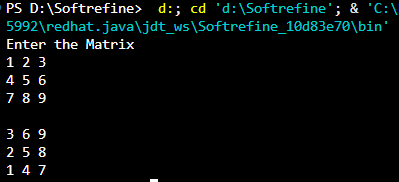 PS D:\Softrefine>  d:; cd 'd:\Softrefine'; & 'C:\
5992\redhat.java\jdt_ws\Softrefine_10d83e70\bin'
Enter the Matrix
1 2 3
4 5 6
7 8 9
3 6 9
2 5 8
1 4 7